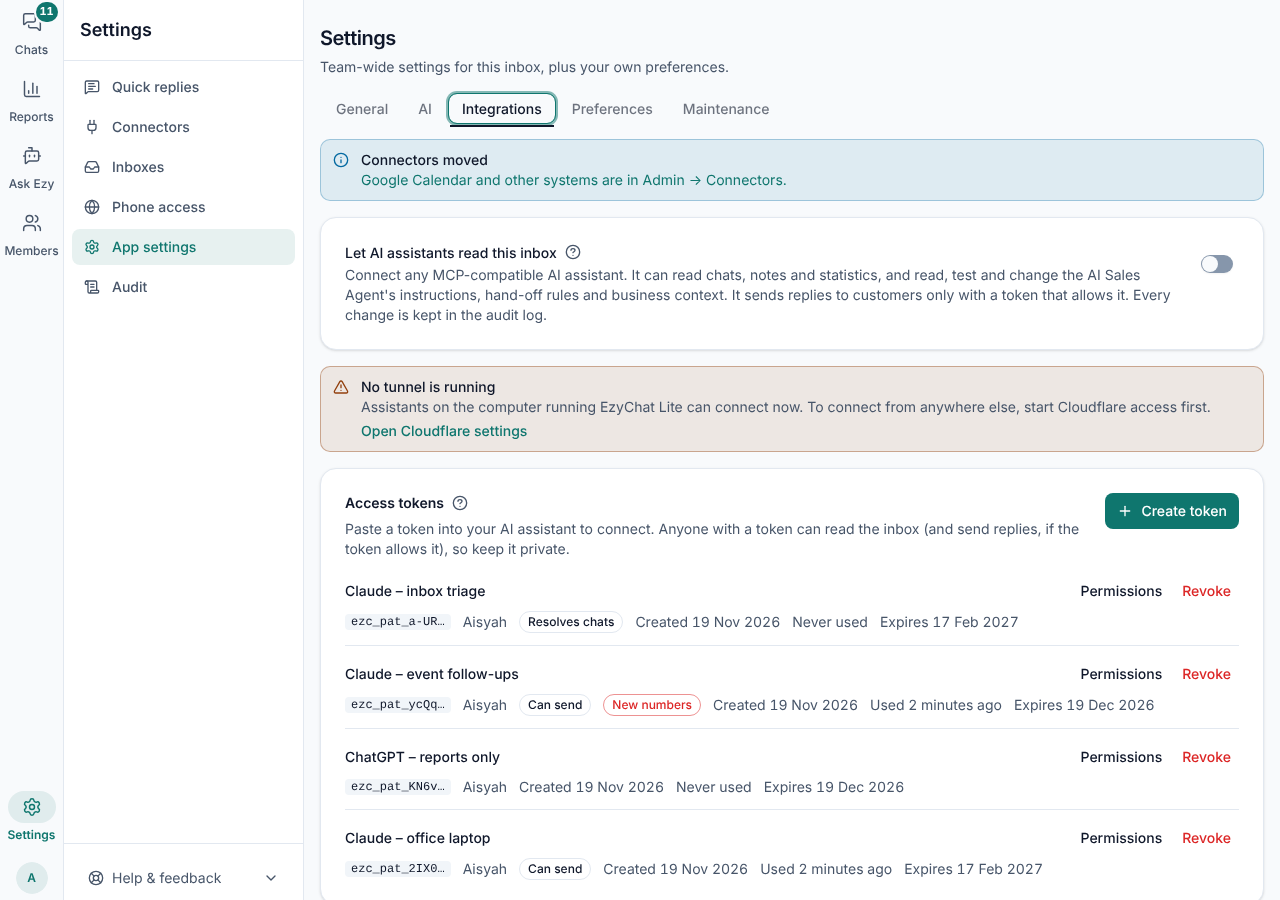 11
Chats
Reports
Ask Ezy
Members
Settings
A
Settings
Quick replies
Connectors
Inboxes
Phone access
App settings
Audit
Help & feedback
Settings
Team-wide settings for this inbox, plus your own preferences.
General AI Integrations Preferences Maintenance
Connectors moved
Google Calendar and other systems are in Admin → Connectors.
Let AI assistants read this inbox
Connect any MCP-compatible AI assistant. It can read chats, notes and statistics, and read, test and change the AI Sales
Agent's instructions, hand-off rules and business context. It sends replies to customers only with a token that allows it. Every
change is kept in the audit log.
No tunnel is running
Assistants on the computer running EzyChat Lite can connect now. To connect from anywhere else, start Cloudflare access first.
Open Cloudflare settings
Access tokens
Create token
Paste a token into your AI assistant to connect. Anyone with a token can read the inbox (and send replies, if the
token allows it), so keep it private.
Claude – inbox triage Permissions Revoke
ezc_pat_a-UR… Aisyah Resolves chats Created 19 Nov 2026 Never used Expires 17 Feb 2027
Claude – event follow-ups Permissions Revoke
ezc_pat_ycQq… Aisyah Can send New numbers Created 19 Nov 2026 Used 2 minutes ago Expires 19 Dec 2026
ChatGPT – reports only Permissions Revoke
ezc_pat_KN6v… Aisyah Created 19 Nov 2026 Never used Expires 19 Dec 2026
Claude – office laptop Permissions Revoke
ezc_pat_2IX0… Aisyah Can send Created 19 Nov 2026 Used 2 minutes ago Expires 17 Feb 2027